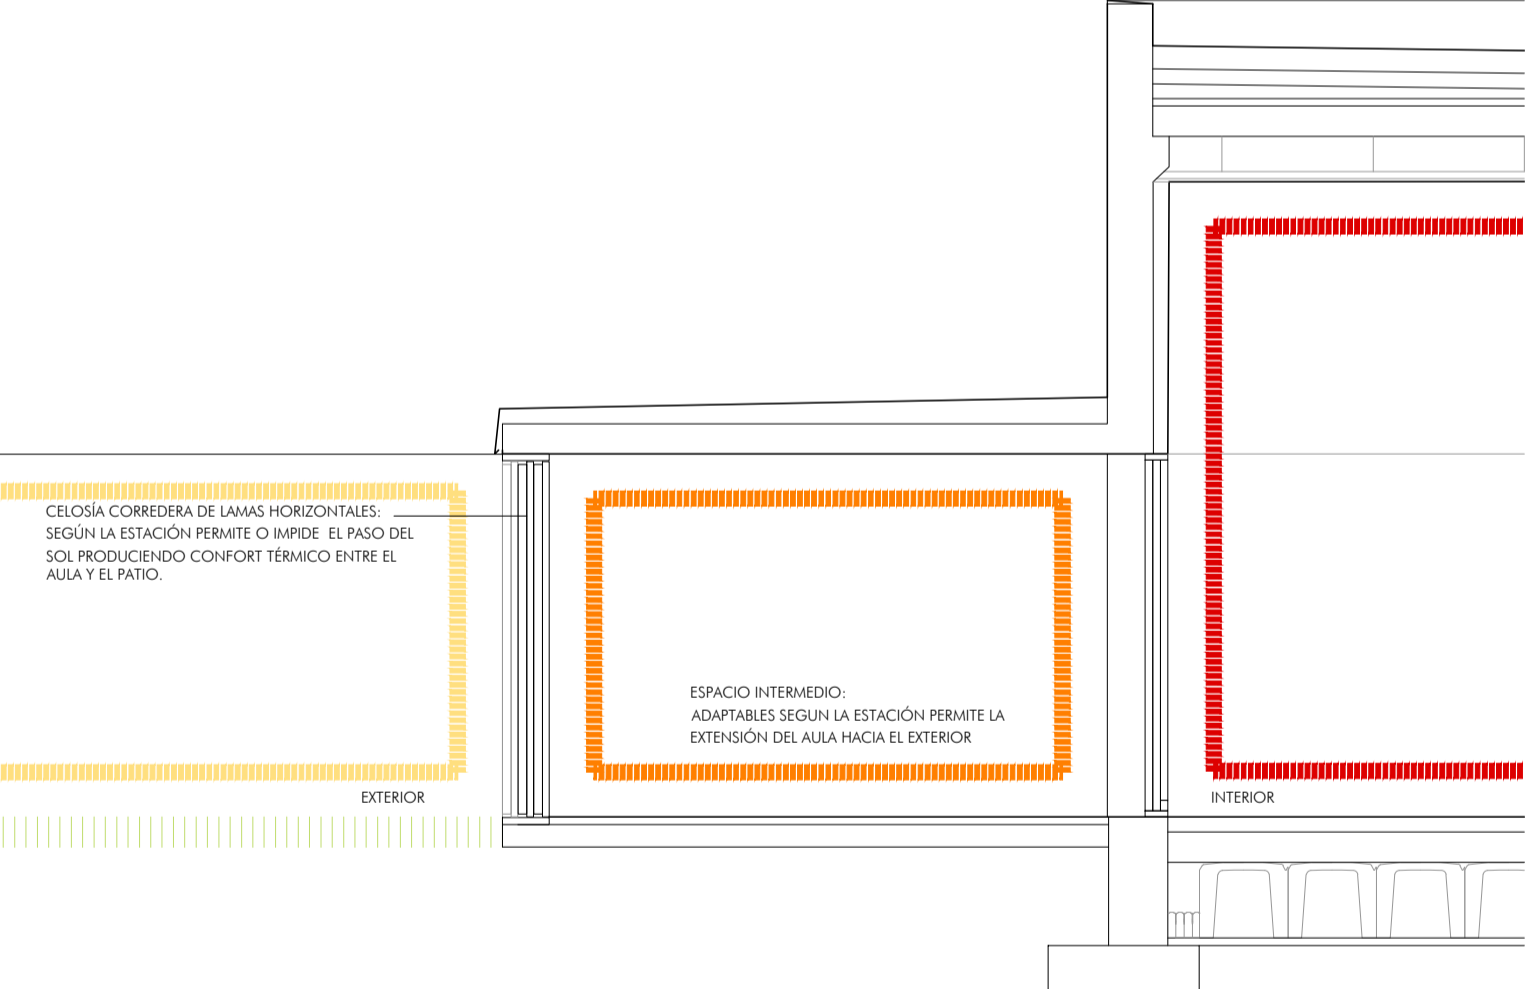 CELOSÍA CORREDERA DE LAMAS HORIZONTALES:
SEGÚN LA ESTACIÓN PERMITE O IMPIDE  EL PASO DEL
SOL PRODUCIENDO CONFORT TÉRMICO ENTRE EL
AULA Y EL PATIO.
ESPACIO INTERMEDIO:
ADAPTABLES SEGUN LA ESTACIÓN PERMITE LA
EXTENSIÓN DEL AULA HACIA EL EXTERIOR
EXTERIOR
INTERIOR